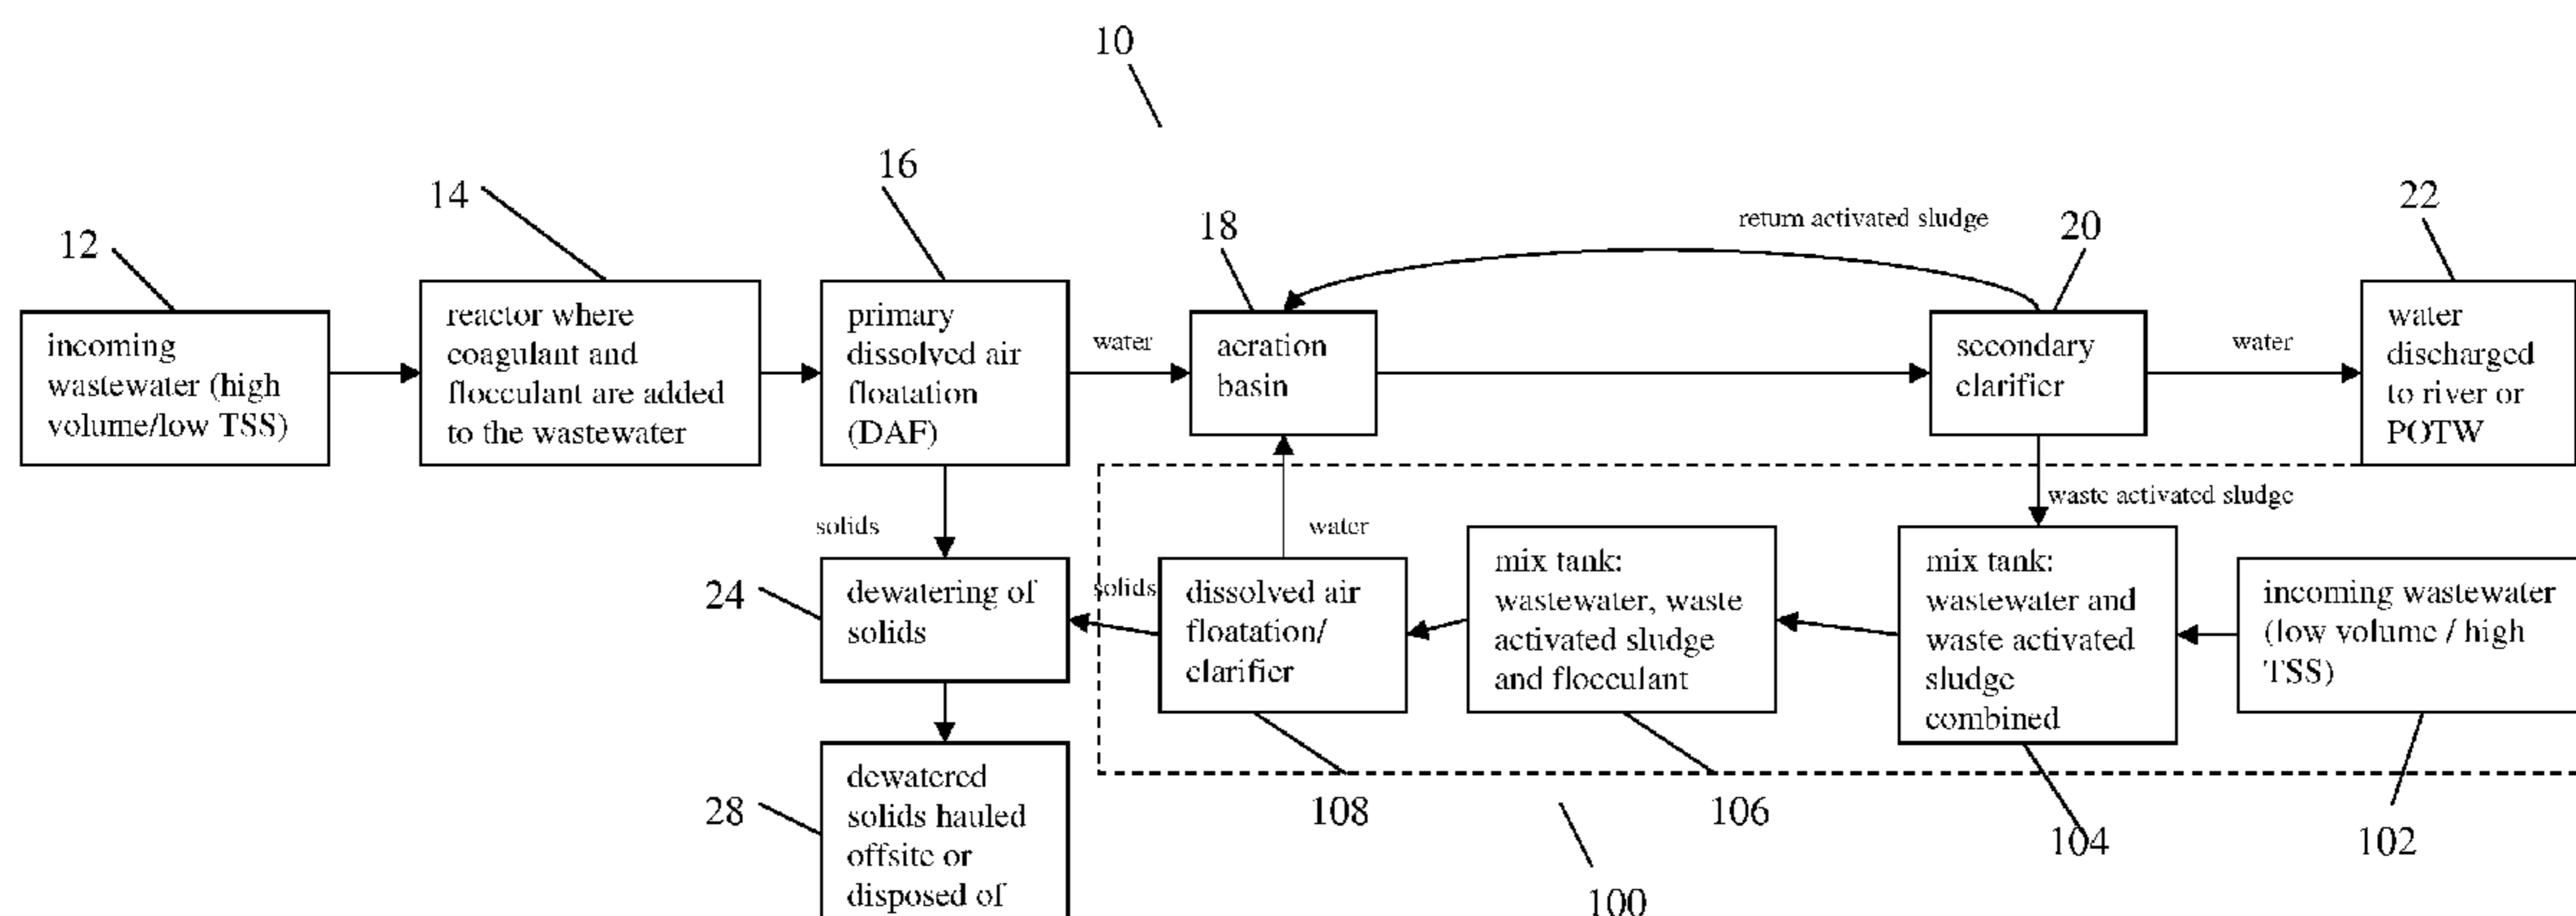 10
16
14
22
18
return activated sludge
20
12
incoming
wastewater (high
volume/low TSS)
reactor where
coagulant and
flocculant are added
to the wastewater
primary
dissolved air
floatation
(DAF)
water
aeration
basin
secondary
clarifier
water
water
discharged
to river or
POTW
waste activated sludge
solids
water
24
dewatering of
solids
solids
dissolved air
floatation/
clarifier
mix tank:
wastewater, waste
activated sludge
and flocculant
mix tank:
wastewater and
waste activated
sludge
combined
incoming wastewater
(low volume / high
TSS)
28
dewatered
solids hauled
offsite or
disposed of
108
106
104
102
100